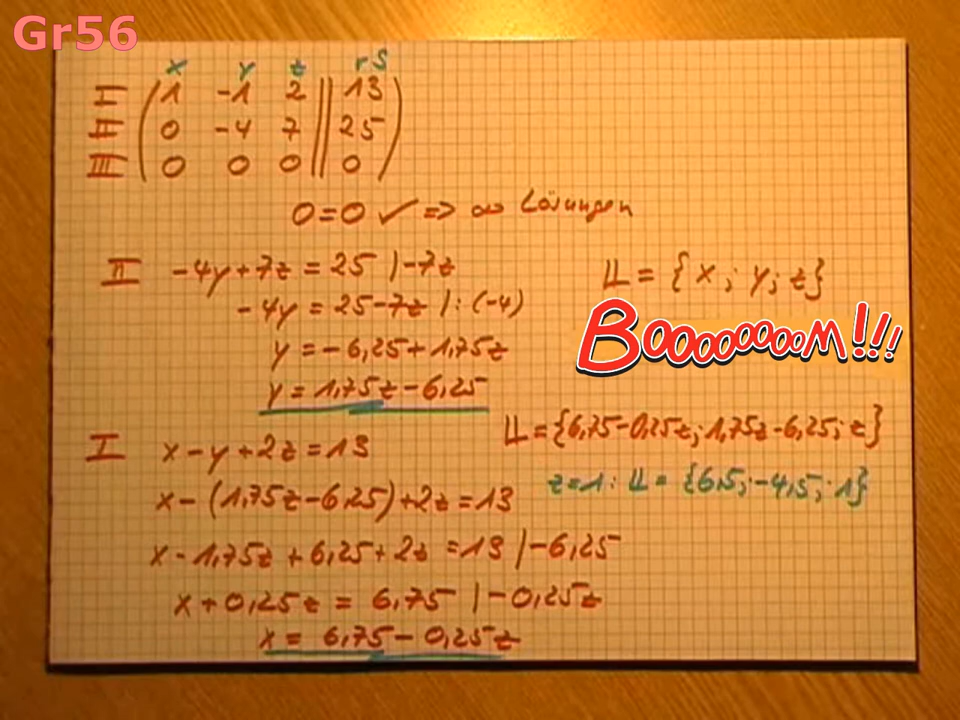 Gr56
x y z rS
I 1 -1 2 13
II 0 -4 7 25
III 0 0 0 0
0=0 ✓ => ∞ Lösungen
II -4y+7z = 25 |-7z
-4y = 25-7z |:(-4)
y = -6,25+1,75z
y = 1,75z-6,25
𝕃 = {x; y; z}
BOOOOOOOOM!!!
I x-y+2z = 13
x-(1,75z-6,25)+2z = 13
x-1,75z+6,25+2z = 13 |-6,25
x+0,25z = 6,75 |-0,25z
x = 6,75-0,25z
𝕃 = {6,75-0,25z; 1,75z-6,25; z}
z=1: 𝕃 = {6,5; -4,5; 1}